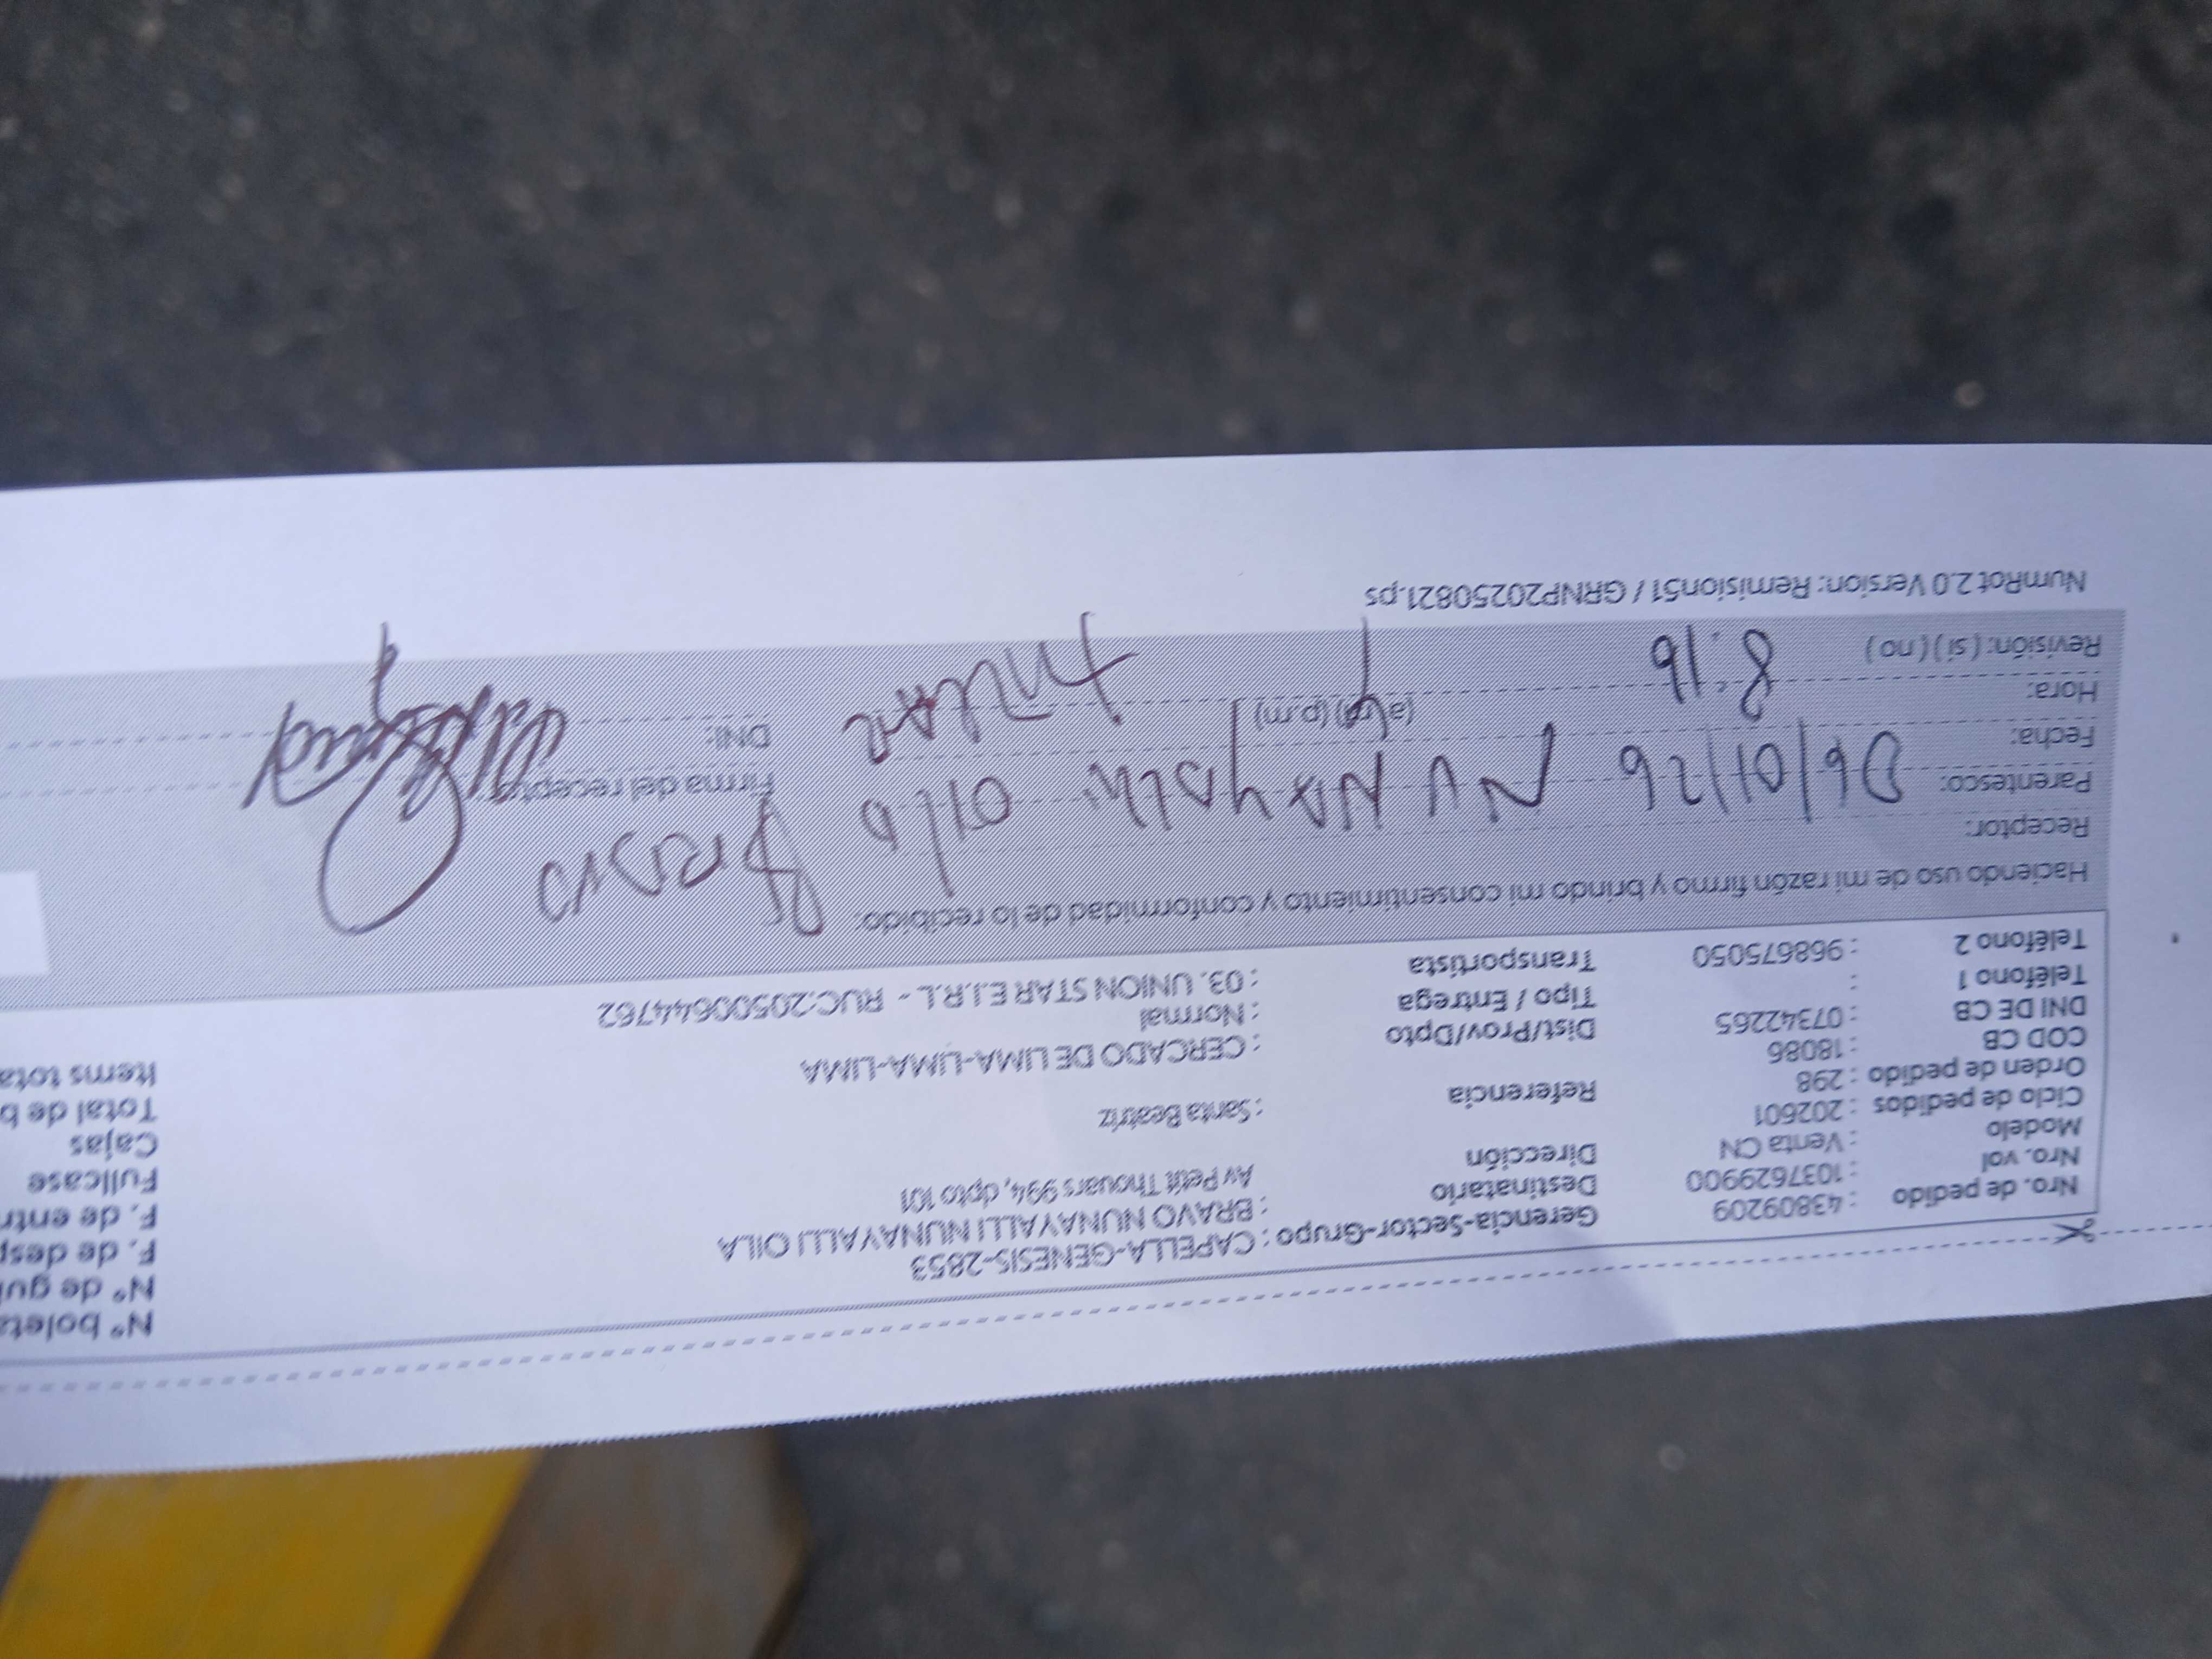 Nº boleta
Nº de gu
F. de desp
F. de entr
Fullcase
Cajas
Total de b
Items tota
Nro. de pedido : 43809209
Nro. vol : 1037629900
Modelo : Venta CN
Ciclo de pedidos : 202601
Orden de pedido : 298
COD CB : 18086
DNI DE CB : 07342265
Teléfono 1 :
Teléfono 2 : 968675050
Gerencia-Sector-Grupo : CAPELLA-GENESIS-2853
Destinatario : BRAVO NUNAYALLI NUNAYALLI OILA
Dirección Av Petit Thouars 994, dpto 101
Referencia : Santa Beatriz
Dist/Prov/Dpto : CERCADO DE LIMA-LIMA-LIMA
Tipo / Entrega : Normal
Transportista : 03. UNION STAR E.I.R.L - RUC:20500644762
Haciendo uso de mi razón firmo y brindo mi consentimiento y conformidad de lo recibido:
Receptor: Bravo
Parentesco:
Fecha: 06/01/26
Hora: 8:16 (a.m) (p.m)
Revisión: (sí) (no)
Firma del receptor:
DNI:
NumRot 2.0 Version: Remision51 / GRNP20250821.ps